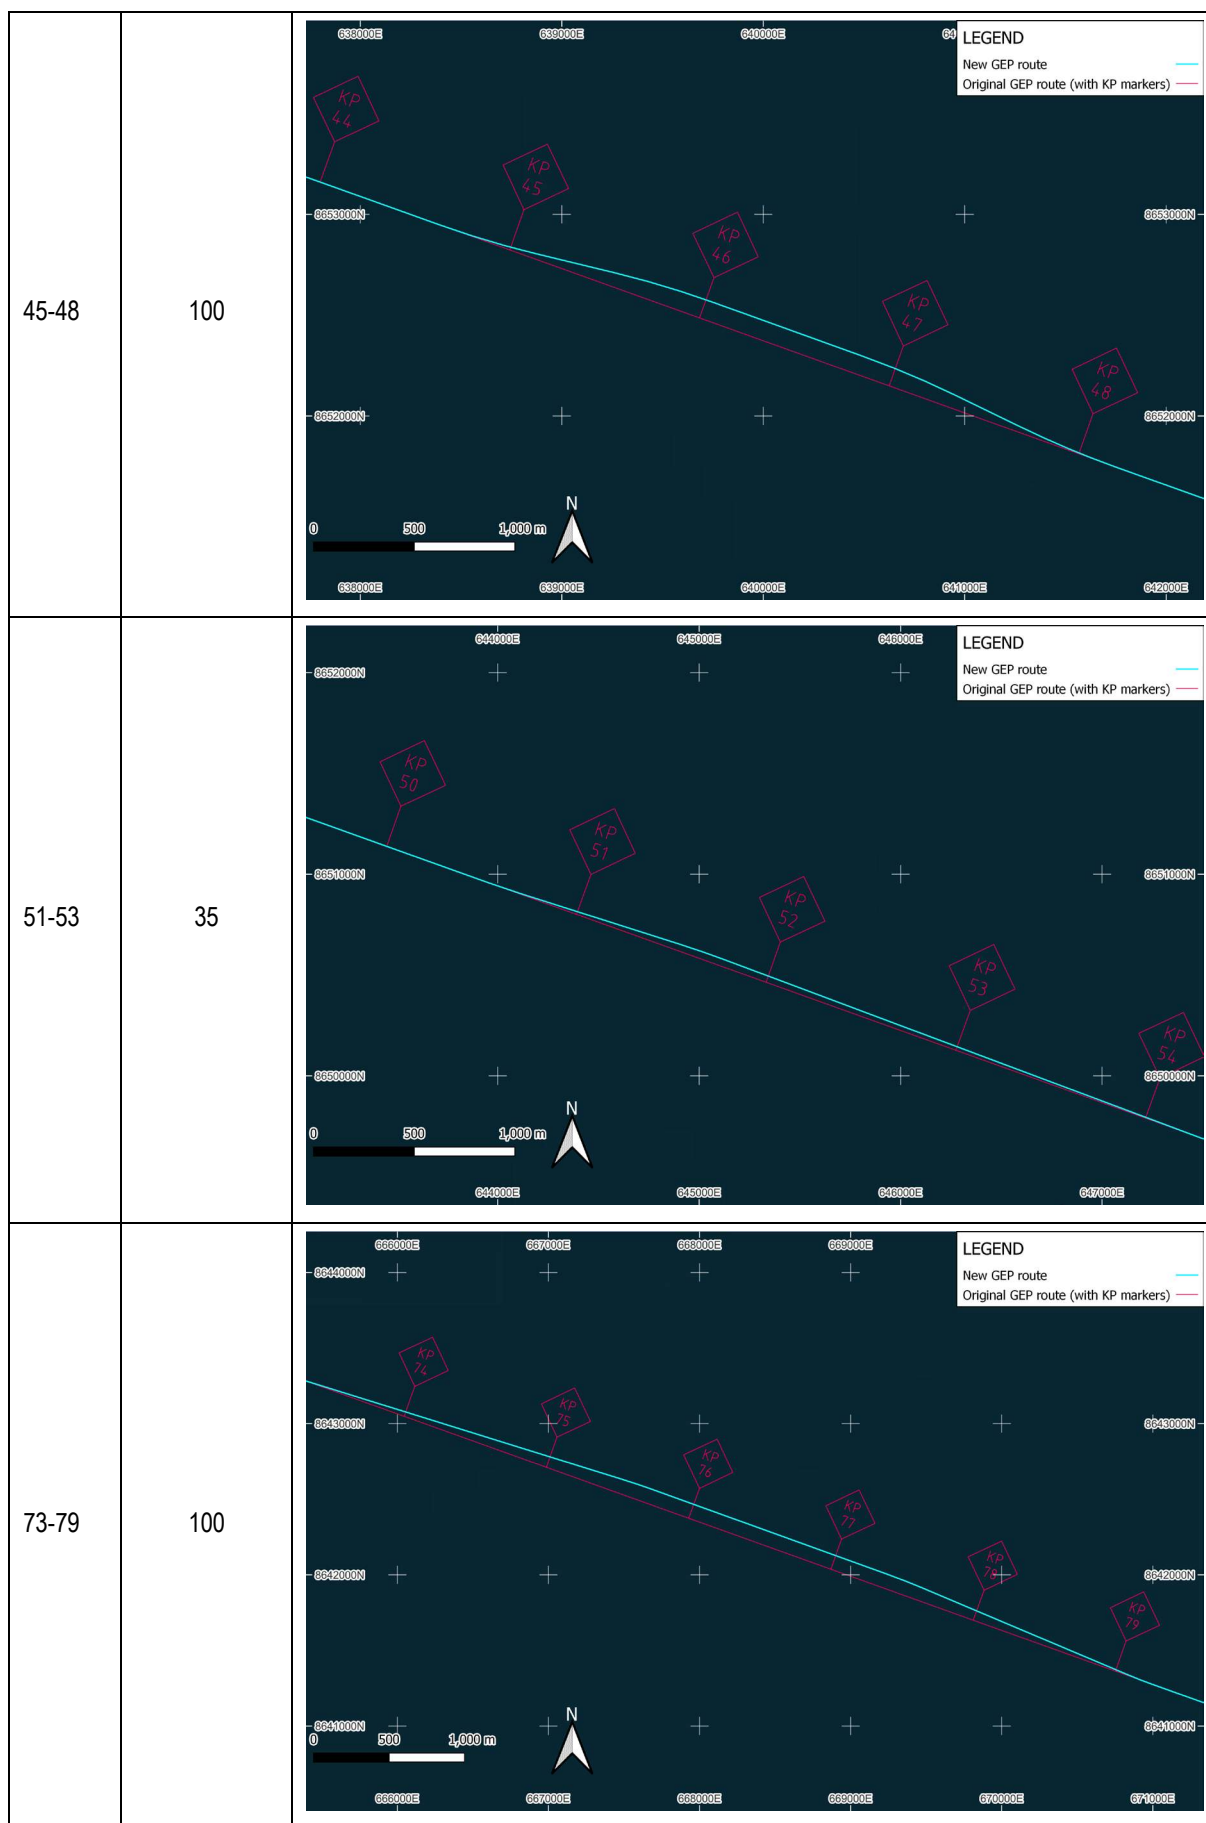 45-48
100
638000E 639000E 640000E 64
LEGEND
New GEP route
Original GEP route (with KP markers)
KP
44
KP
45
8653000N 8653000N
KP
46
KP
47
KP
48
8652000N 8652000N
N
0 500 1,000 m
638000E 639000E 640000E 641000E 642000E
51-53
35
644000E 645000E 646000E
LEGEND
New GEP route
Original GEP route (with KP markers)
8652000N
KP
50
KP
51
8651000N 8651000N
KP
52
KP
53
KP
54
8650000N 8650000N
N
0 500 1,000 m
644000E 645000E 646000E 647000E
73-79
100
666000E 667000E 668000E 669000E
LEGEND
New GEP route
Original GEP route (with KP markers)
8644000N
KP
74
KP
75
8643000N 8643000N
KP
76
KP
77
KP
78
8642000N 8642000N
KP
79
N
8641000N 8641000N
0 500 1,000 m
666000E 667000E 668000E 669000E 670000E 671000E